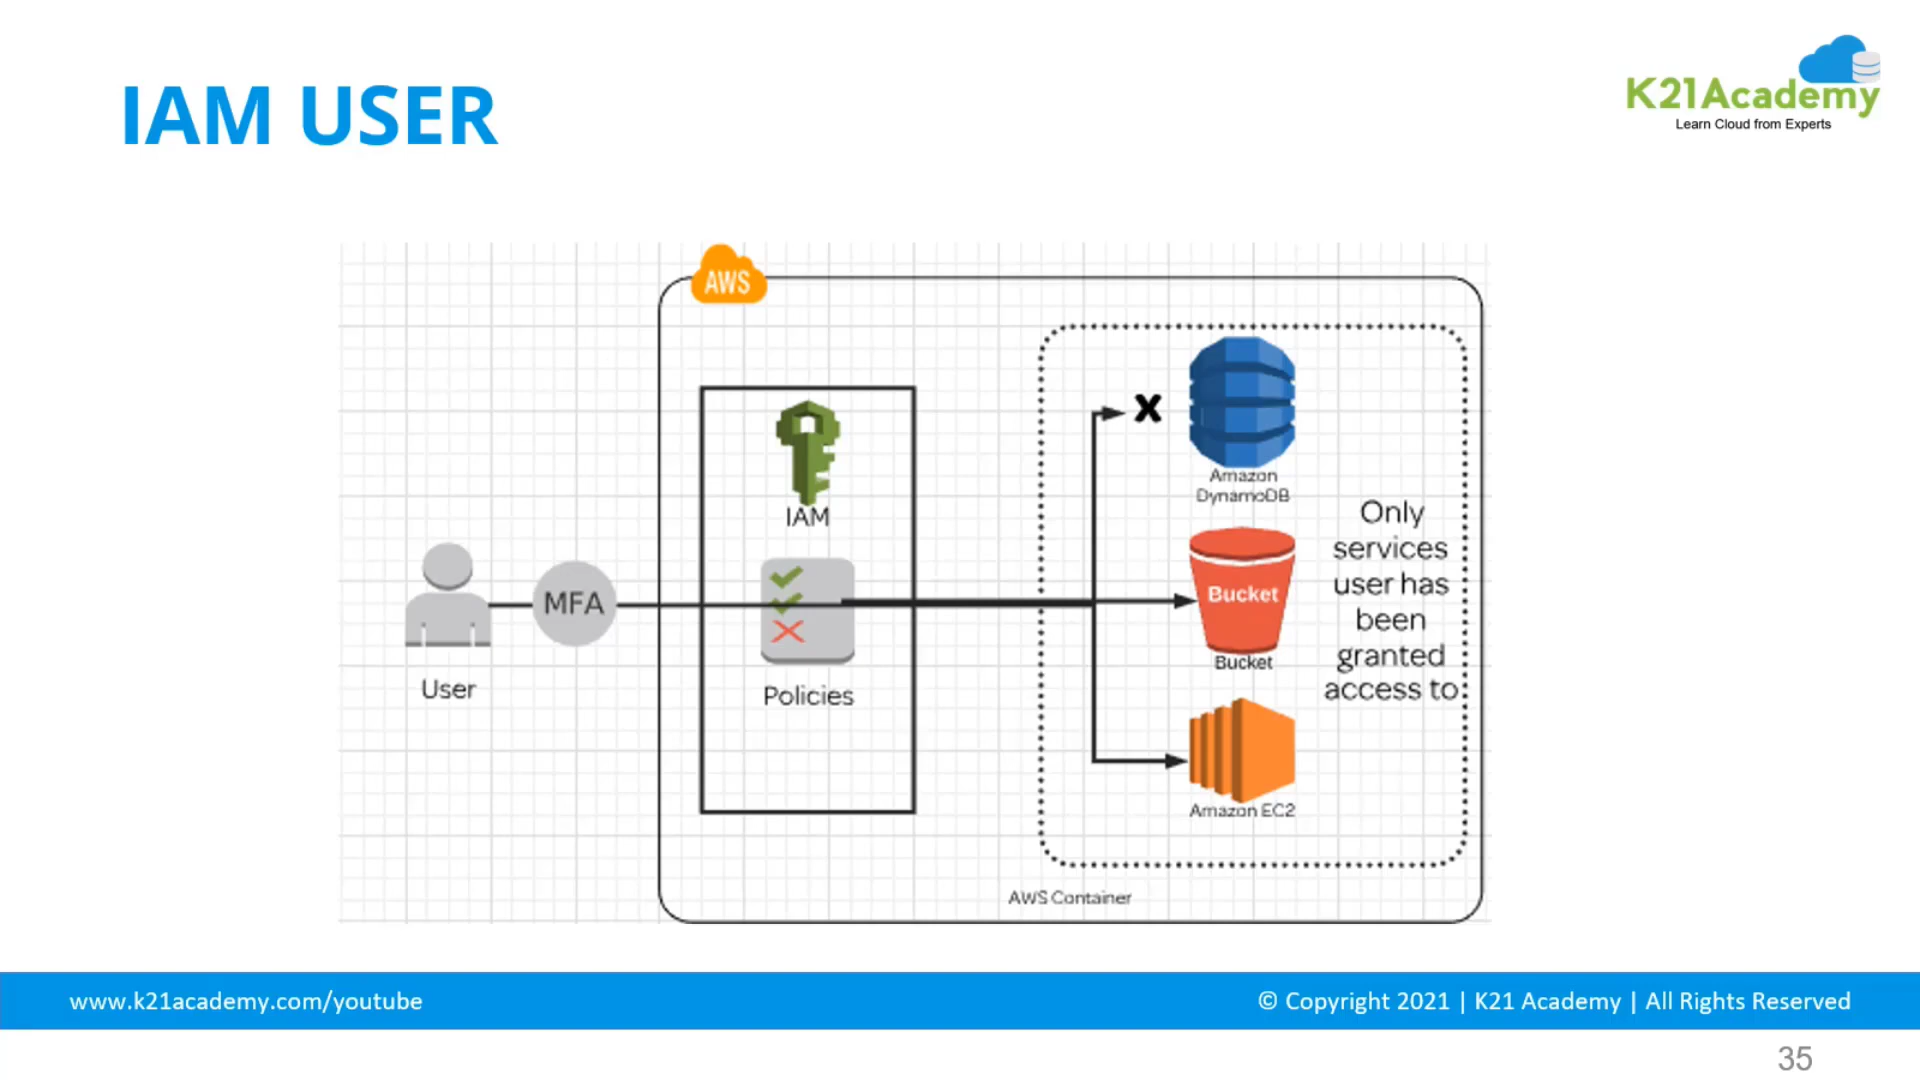 IAM USER
K21Academy
Learn Cloud from Experts
AWS
IAM
MFA
User
Policies
X
Amazon
DynamoDB
Bucket
Bucket
Amazon EC2
Only
services
user has
been
granted
access to
AWS Container
www.k21academy.com/youtube
© Copyright 2021 | K21 Academy | All Rights Reserved
35